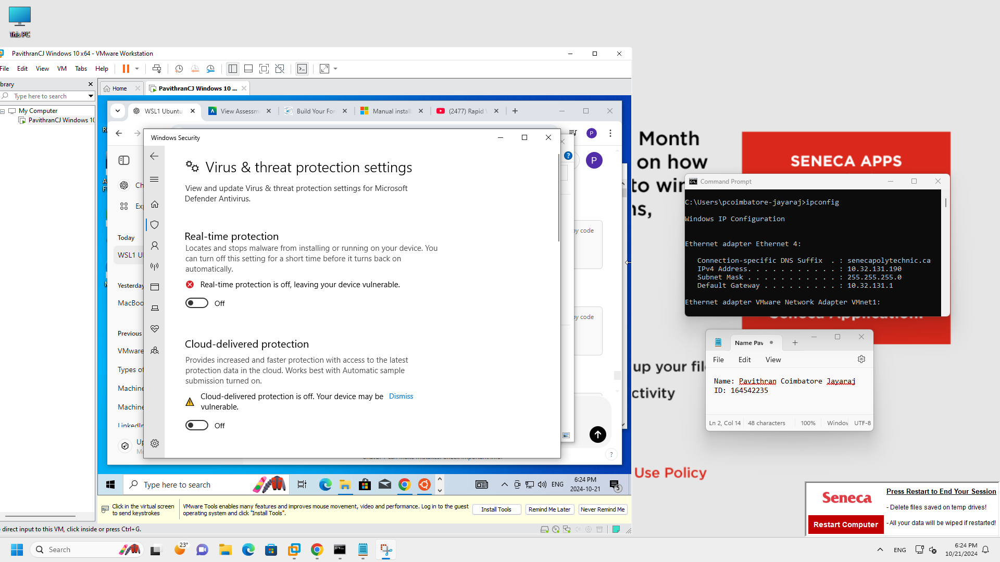 This PC
PavithranCJ Windows 10 x64 - VMware Workstation
File Edit View VM Tabs Help
Type here to search
My Computer
PavithranCJ Windows 10
Home
PavithranCJ Windows 10 ...
WSL1 Ubuntu
View Assessm
Build Your For
Manual install
(2477) Rapid
P
P
Today
WSL1 U
Yesterday
MacBoo
Previous
VMware
Types of
Machine
Machine
LinkedIn
Windows Security
Virus & threat protection settings
View and update Virus & threat protection settings for Microsoft
Defender Antivirus.
Real-time protection
Locates and stops malware from installing or running on your device. You
can turn off this setting for a short time before it turns back on
automatically.
Real-time protection is off, leaving your device vulnerable.
Off
Cloud-delivered protection
Provides increased and faster protection with access to the latest
protection data in the cloud. Works best with Automatic sample
submission turned on.
Cloud-delivered protection is off. Your device may be Dismiss
vulnerable.
Off
py code
py code
?
Type here to search
ENG
6:24 PM
2024-10-21
5
Click in the virtual screen
to send keystrokes
VMware Tools enables many features and improves mouse movement, video and performance. Log in to the guest
operating system and click "Install Tools".
Install Tools
Remind Me Later
Never Remind Me
direct input to this VM, click inside or press Ctrl+G.
Month
on how
to win
ns,
up your file
ctivity
Use Policy
SENECA APPS
Command Prompt
C:\Users\pcoimbatore-jayaraj>ipconfig
Windows IP Configuration
Ethernet adapter Ethernet 4:
Connection-specific DNS Suffix . : senecapolytechnic.ca
IPv4 Address. . . . . . . . . . . : 10.32.131.190
Subnet Mask . . . . . . . . . . . : 255.255.255.0
Default Gateway . . . . . . . . . : 10.32.131.1
Ethernet adapter VMware Network Adapter VMnet1:
Seneca Application!
Name Pav
File Edit View
Name: Pavithran Coimbatore Jayaraj
ID: 164542235
Ln 2, Col 14 48 characters 100% Window UTF-8
Seneca
Restart Computer
Press Restart to End Your Session
- Delete files saved on temp drives!
- All your data will be wiped if restarted!
Search
23°
ENG
6:24 PM
10/21/2024